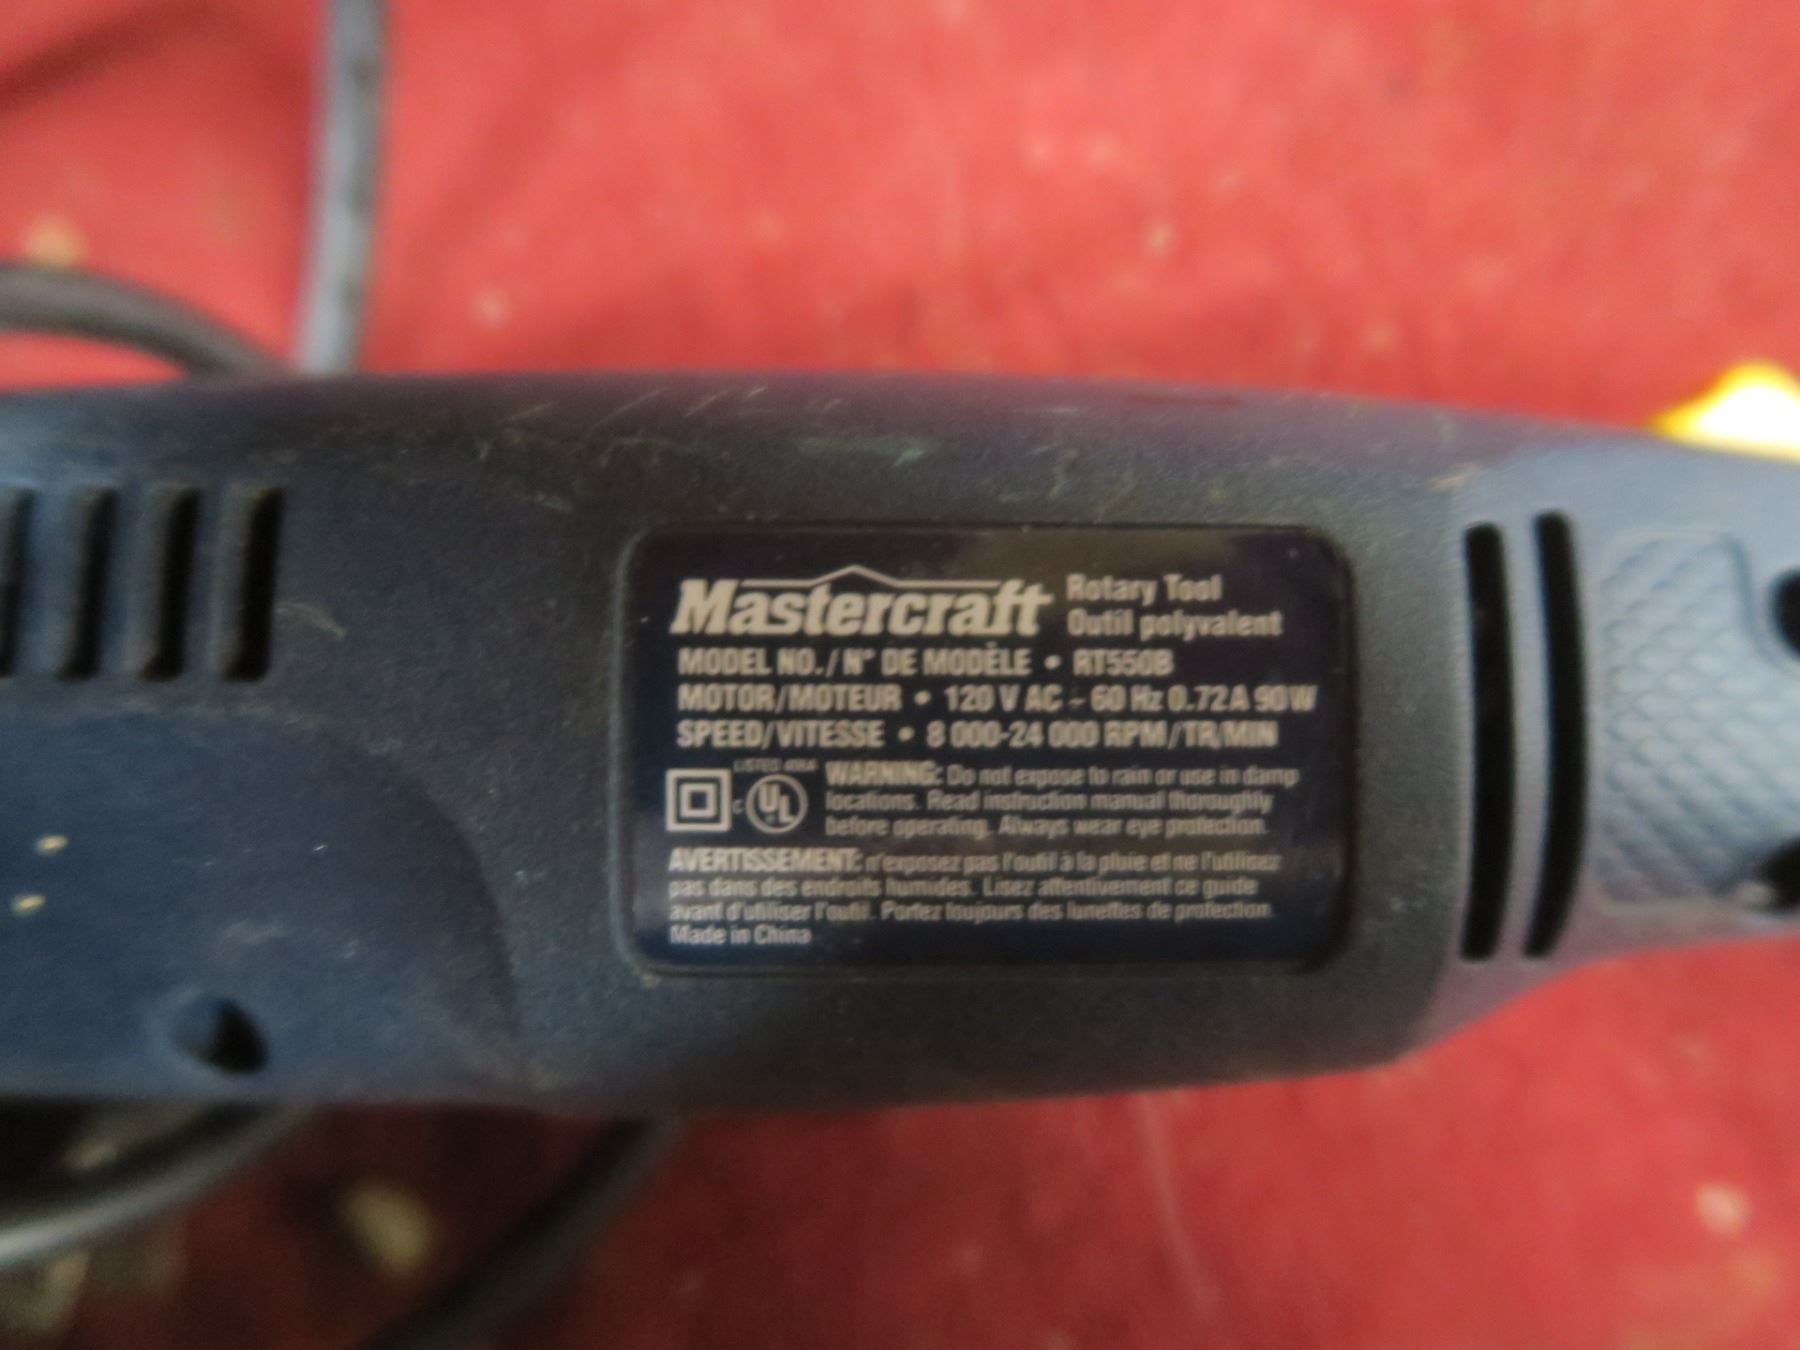 Mastercraft Rotary Tool
Outil polyvalent
MODEL NO./N° DE MODÈLE • RT550B
MOTOR/MOTEUR • 120 V AC ~ 60 Hz 0.72 A 90W
SPEED/VITESSE • 8 000-24 000 RPM/TR/MIN
LISTED
C UL
WARNING: Do not expose to rain or use in damp
locations. Read instruction manual thoroughly
before operating. Always wear eye protection.
AVERTISSEMENT: n'exposez pas l'outil à la pluie et ne l'utilisez
pas dans des endroits humides. Lisez attentivement ce guide
avant d'utiliser l'outil. Portez toujours des lunettes de protection.
Made in China